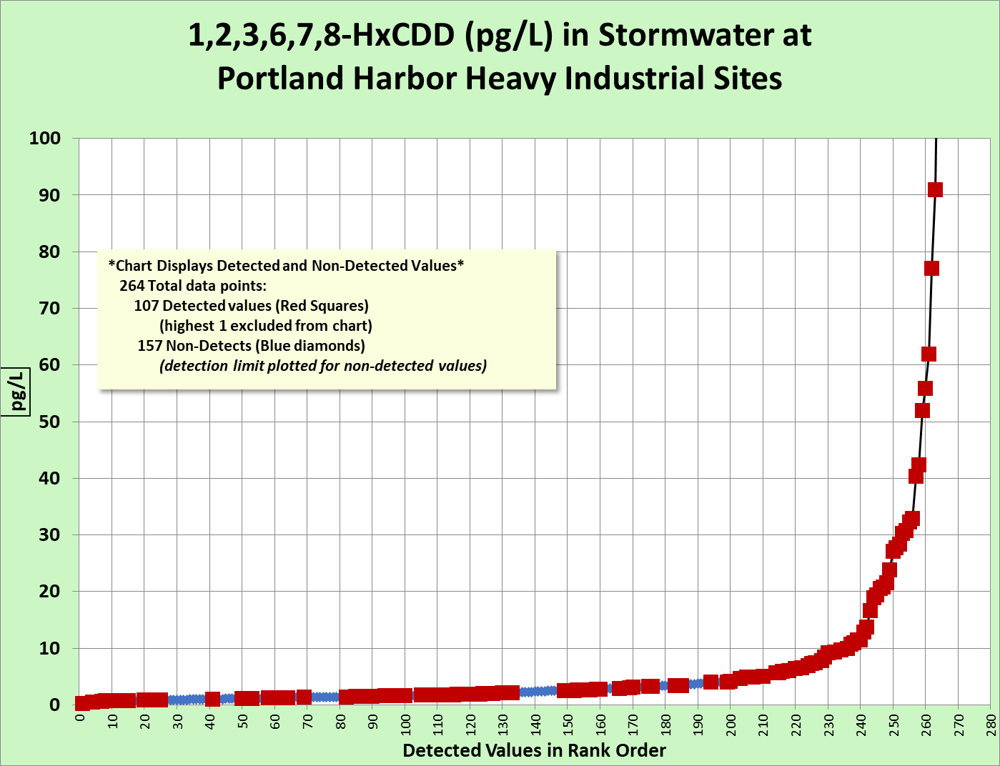 1,2,3,6,7,8-HxCDD (pg/L) in Stormwater at
Portland Harbor Heavy Industrial Sites
100
90
80
70
60
50
40
30
20
10
0
pg/L
*Chart Displays Detected and Non-Detected Values*
264 Total data points:
107 Detected values (Red Squares)
(highest 1 excluded from chart)
157 Non-Detects (Blue diamonds)
(detection limit plotted for non-detected values)
0 10 20 30 40 50 60 70 80 90 100 110 120 130 140 150 160 170 180 190 200 210 220 230 240 250 260 270 280
Detected Values in Rank Order